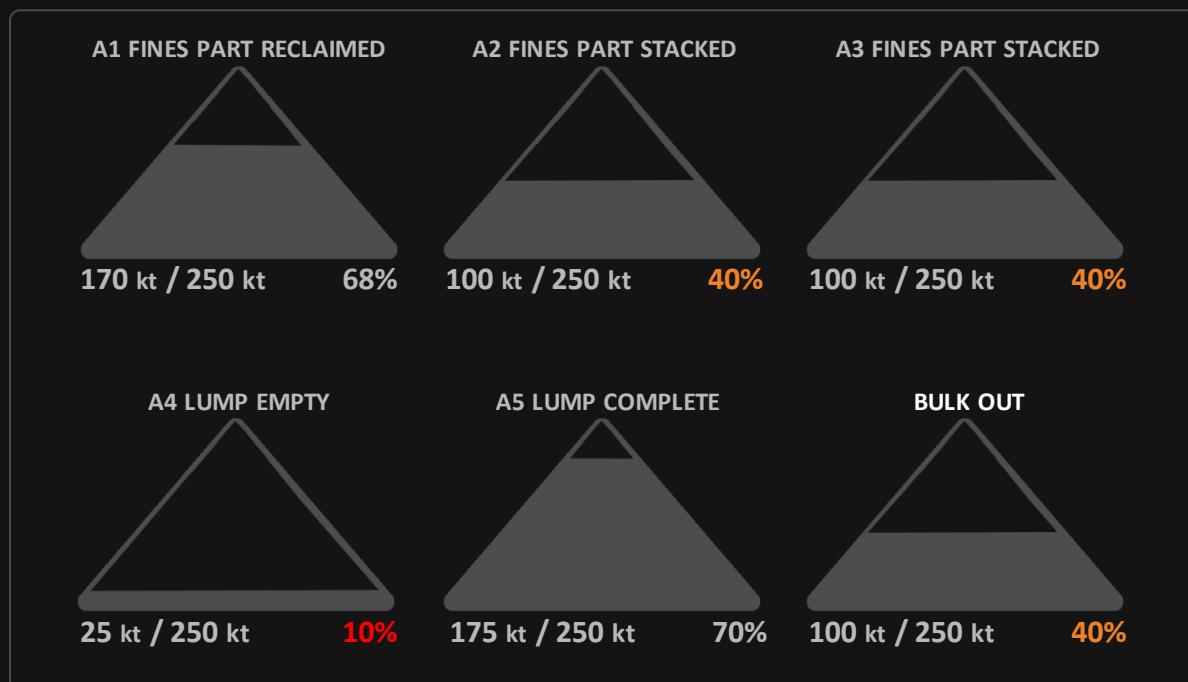 A1 FINES PART RECLAIMED
A2 FINES PART STACKED
A3 FINES PART STACKED
170 kt / 250 kt 68%
100 kt / 250 kt 40%
100 kt / 250 kt 40%
A4 LUMP EMPTY
A5 LUMP COMPLETE
BULK OUT
25 kt / 250 kt 10%
175 kt / 250 kt 70%
100 kt / 250 kt 40%